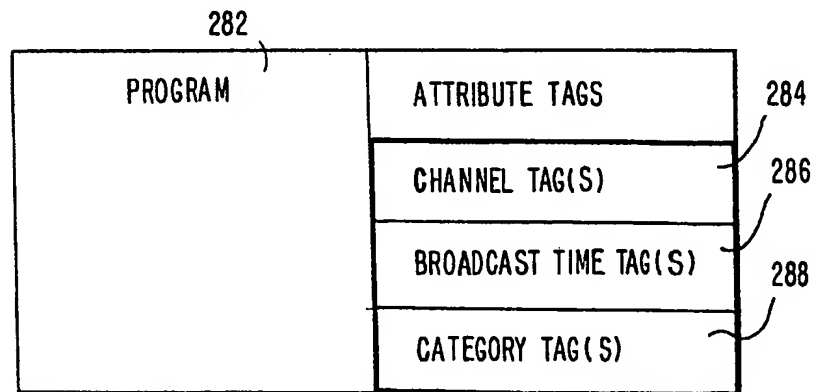 282
PROGRAM
ATTRIBUTE TAGS
284
CHANNEL TAG(S)
286
BROADCAST TIME TAG(S)
288
CATEGORY TAG(S)